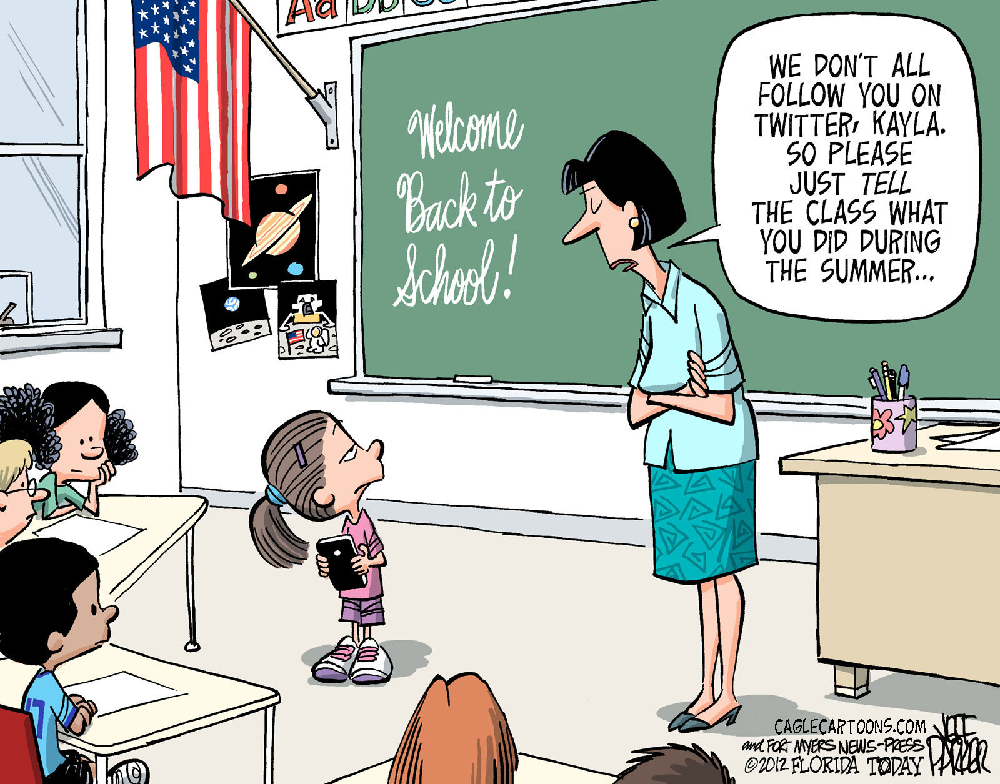 Aa Bb Cc
Welcome
Back to
School!
WE DON'T ALL
FOLLOW YOU ON
TWITTER, KAYLA.
SO PLEASE
JUST TELL
THE CLASS WHAT
YOU DID DURING
THE SUMMER...
17
CAGLECARTOONS.COM
and FORT MYERS NEWS-PRESS
©2012 FLORIDA TODAY
JEFF
PARKER